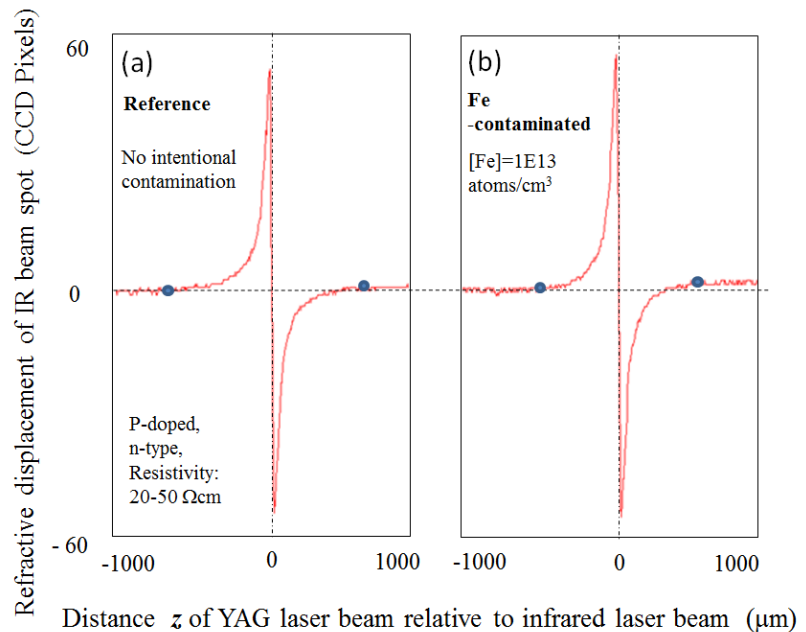 Refractive displacement of IR beam spot (CCD Pixels)
60
0
- 60
(a)
Reference
No intentional
contamination
P-doped,
n-type,
Resistivity:
20-50 Ωcm
-1000
0
1000
(b)
Fe
-contaminated
[Fe]=1E13
atoms/cm³
-1000
0
1000
Distance z of YAG laser beam relative to infrared laser beam (μm)